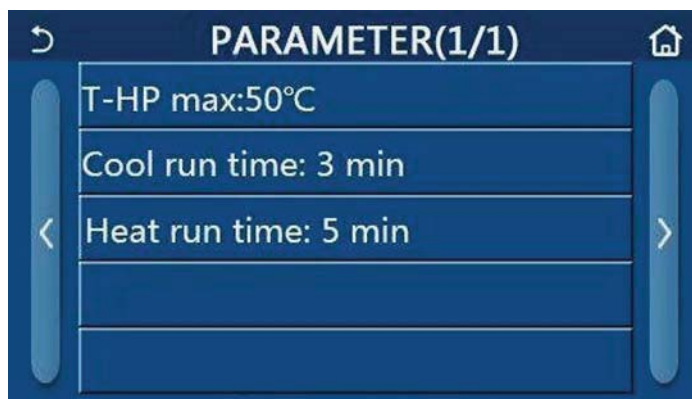 PARAMETER(1/1)
T-HP max:50℃
Cool run time: 3 min
Heat run time: 5 min